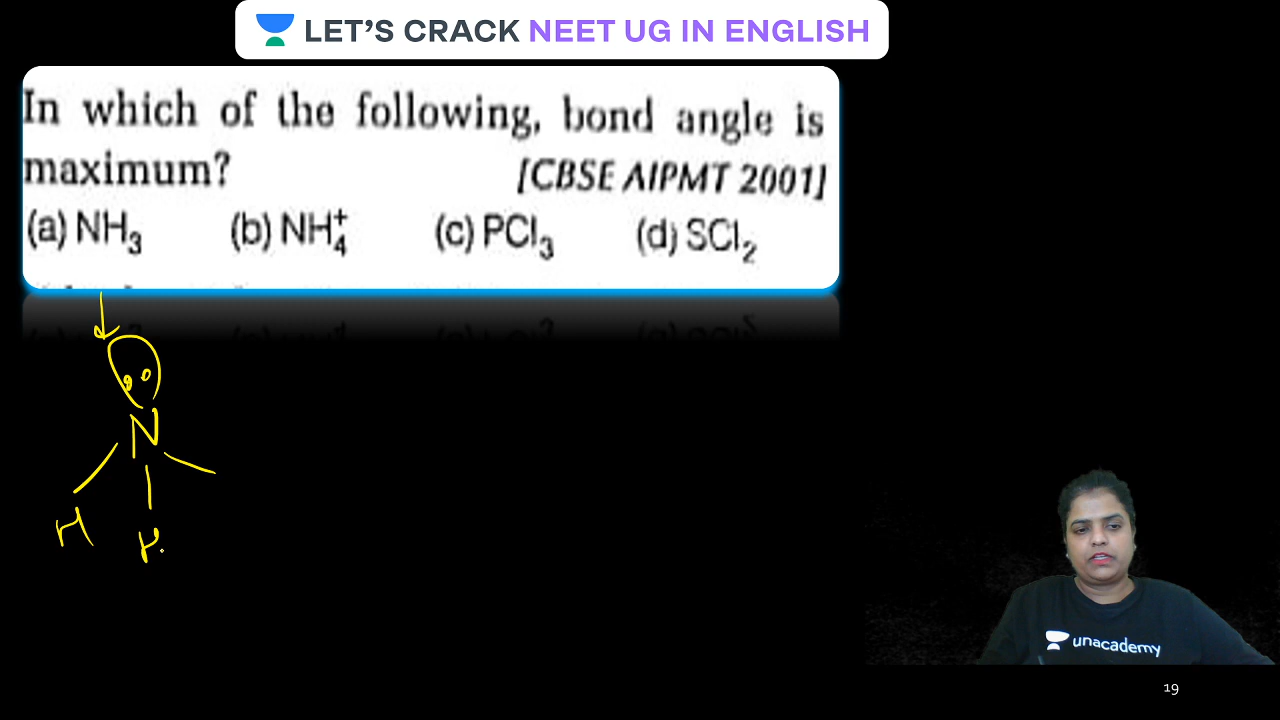 LET'S CRACK NEET UG IN ENGLISH
In which of the following, bond angle is
maximum? [CBSE AIPMT 2001]
(a) NH₃ (b) NH₄⁺ (c) PCl₃ (d) SCl₂
N
H
H
unacademy
19